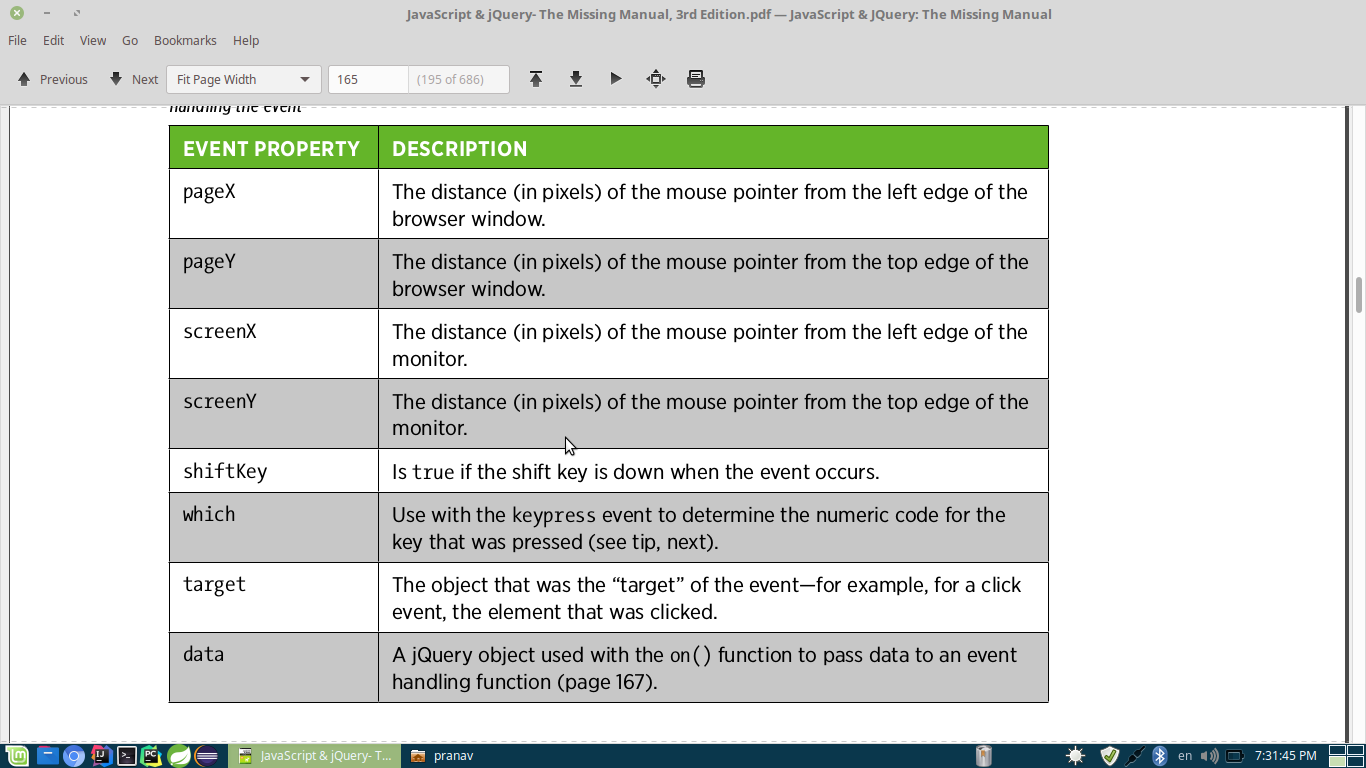 JavaScript & jQuery- The Missing Manual, 3rd Edition.pdf — JavaScript & JQuery: The Missing Manual
File Edit View Go Bookmarks Help
Previous Next Fit Page Width 165 (195 of 686)
handling the event
EVENT PROPERTY DESCRIPTION
pageX The distance (in pixels) of the mouse pointer from the left edge of the
browser window.
pageY The distance (in pixels) of the mouse pointer from the top edge of the
browser window.
screenX The distance (in pixels) of the mouse pointer from the left edge of the
monitor.
screenY The distance (in pixels) of the mouse pointer from the top edge of the
monitor.
shiftKey Is true if the shift key is down when the event occurs.
which Use with the keypress event to determine the numeric code for the
key that was pressed (see tip, next).
target The object that was the “target” of the event—for example, for a click
event, the element that was clicked.
data A jQuery object used with the on() function to pass data to an event
handling function (page 167).
JavaScript & jQuery- T... pranav en 7:31:45 PM